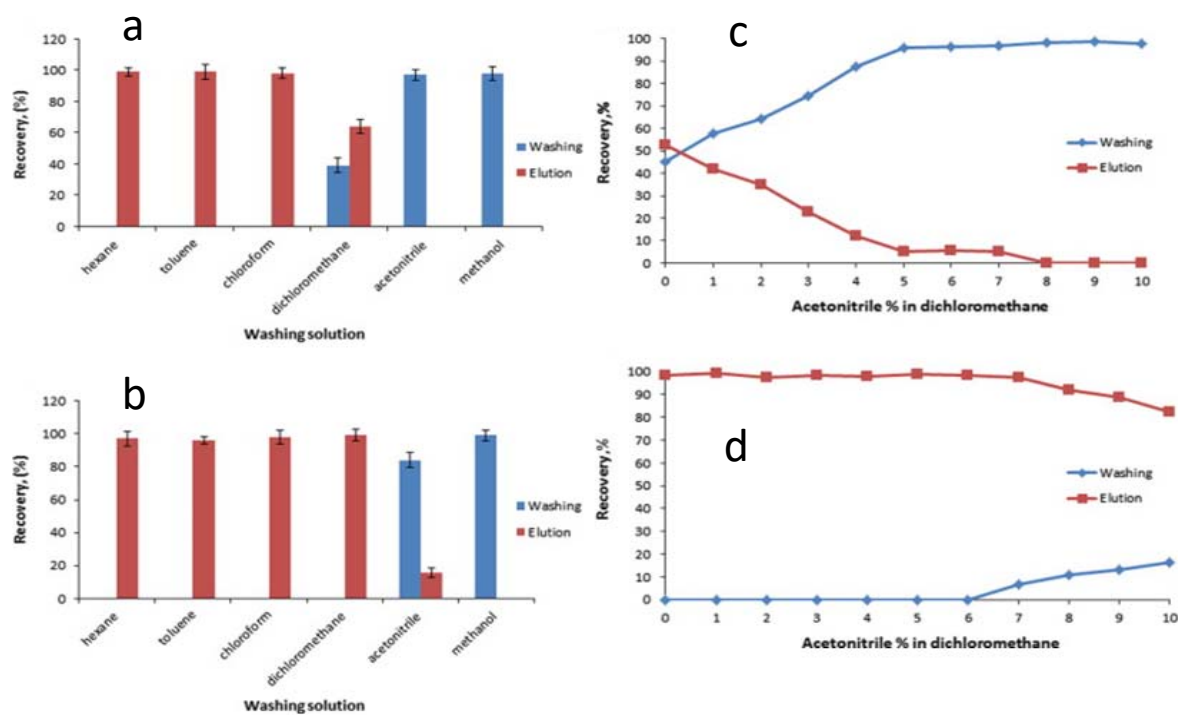 a
120
100
80
60
40
20
0
Recovery, (%)
Washing
Elution
hexane
toluene
chloroform
dichloromethane
acetonitrile
methanol
Washing solution
b
120
100
80
60
40
20
0
Recovery, (%)
Washing
Elution
hexane
toluene
chloroform
dichloromethane
acetonitrile
methanol
Washing solution
c
100
90
80
70
60
50
40
30
20
10
0
Recovery,%
Washing
Elution
0 1 2 3 4 5 6 7 8 9 10
Acetonitrile % in dichloromethane
d
100
90
80
70
60
50
40
30
20
10
0
Recovery,%
Washing
Elution
0 1 2 3 4 5 6 7 8 9 10
Acetonitrile % in dichloromethane